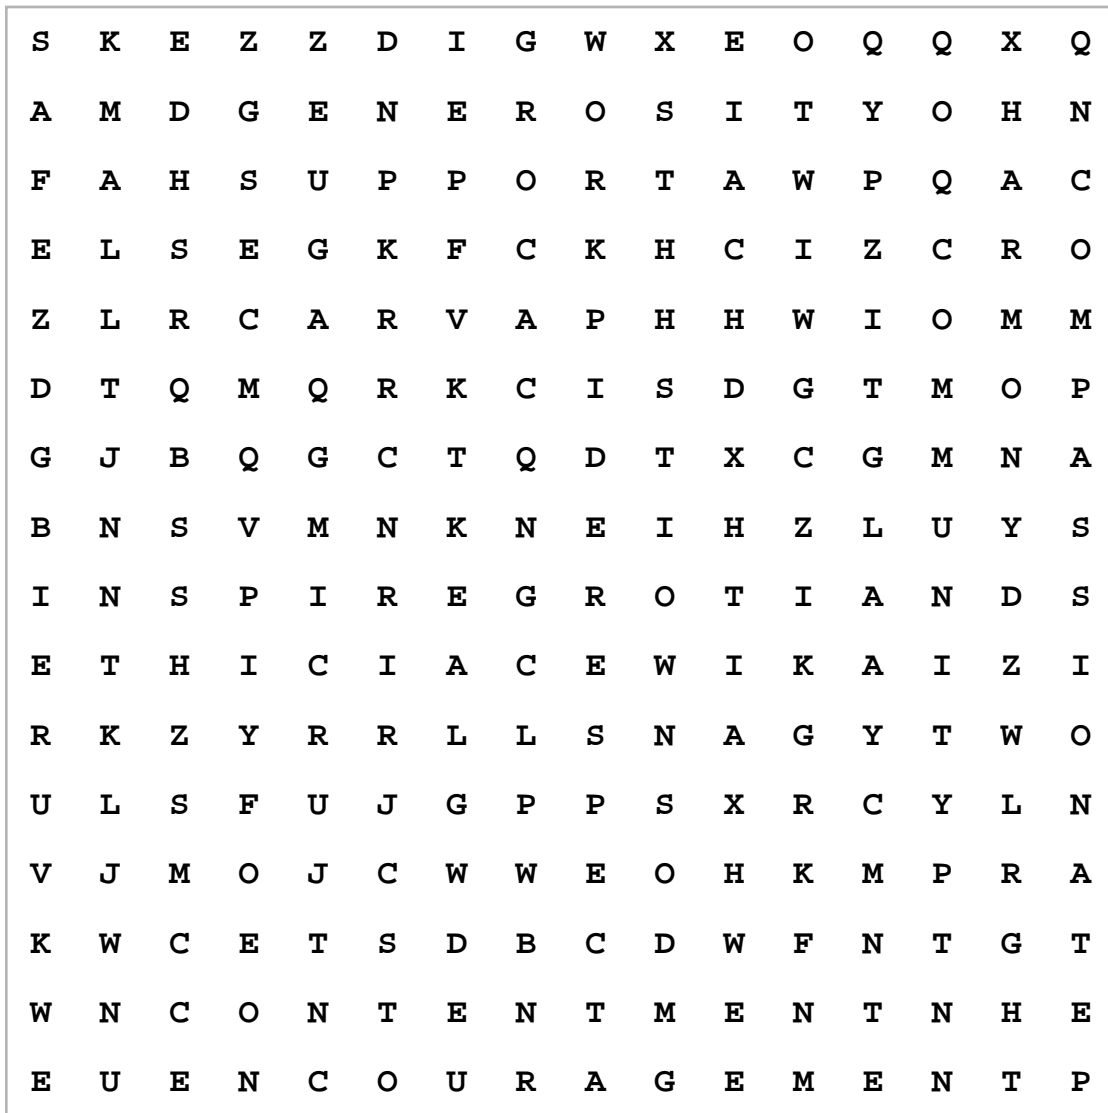 S K E Z Z D I G W X E O Q Q X Q
A M D G E N E R O S I T Y O H N
F A H S U P P O R T A W P Q A C
E L S E G K F C K H C I Z C R O
Z L R C A R V A P H H W I O M M
D T Q M Q R K C I S D G T M O P
G J B Q G C T Q D T X C G M N A
B N S V M N K N E I H Z L U Y S
I N S P I R E G R O T I A N D S
E T H I C I A C E W I K A I Z I
R K Z Y R R L L S N A G Y T W O
U L S F U J G P P S X R C Y L N
V J M O J C W W E O H K M P R A
K W C E T S D B C D W F N T G T
W N C O N T E N T M E N T N H E
E U E N C O U R A G E M E N T P